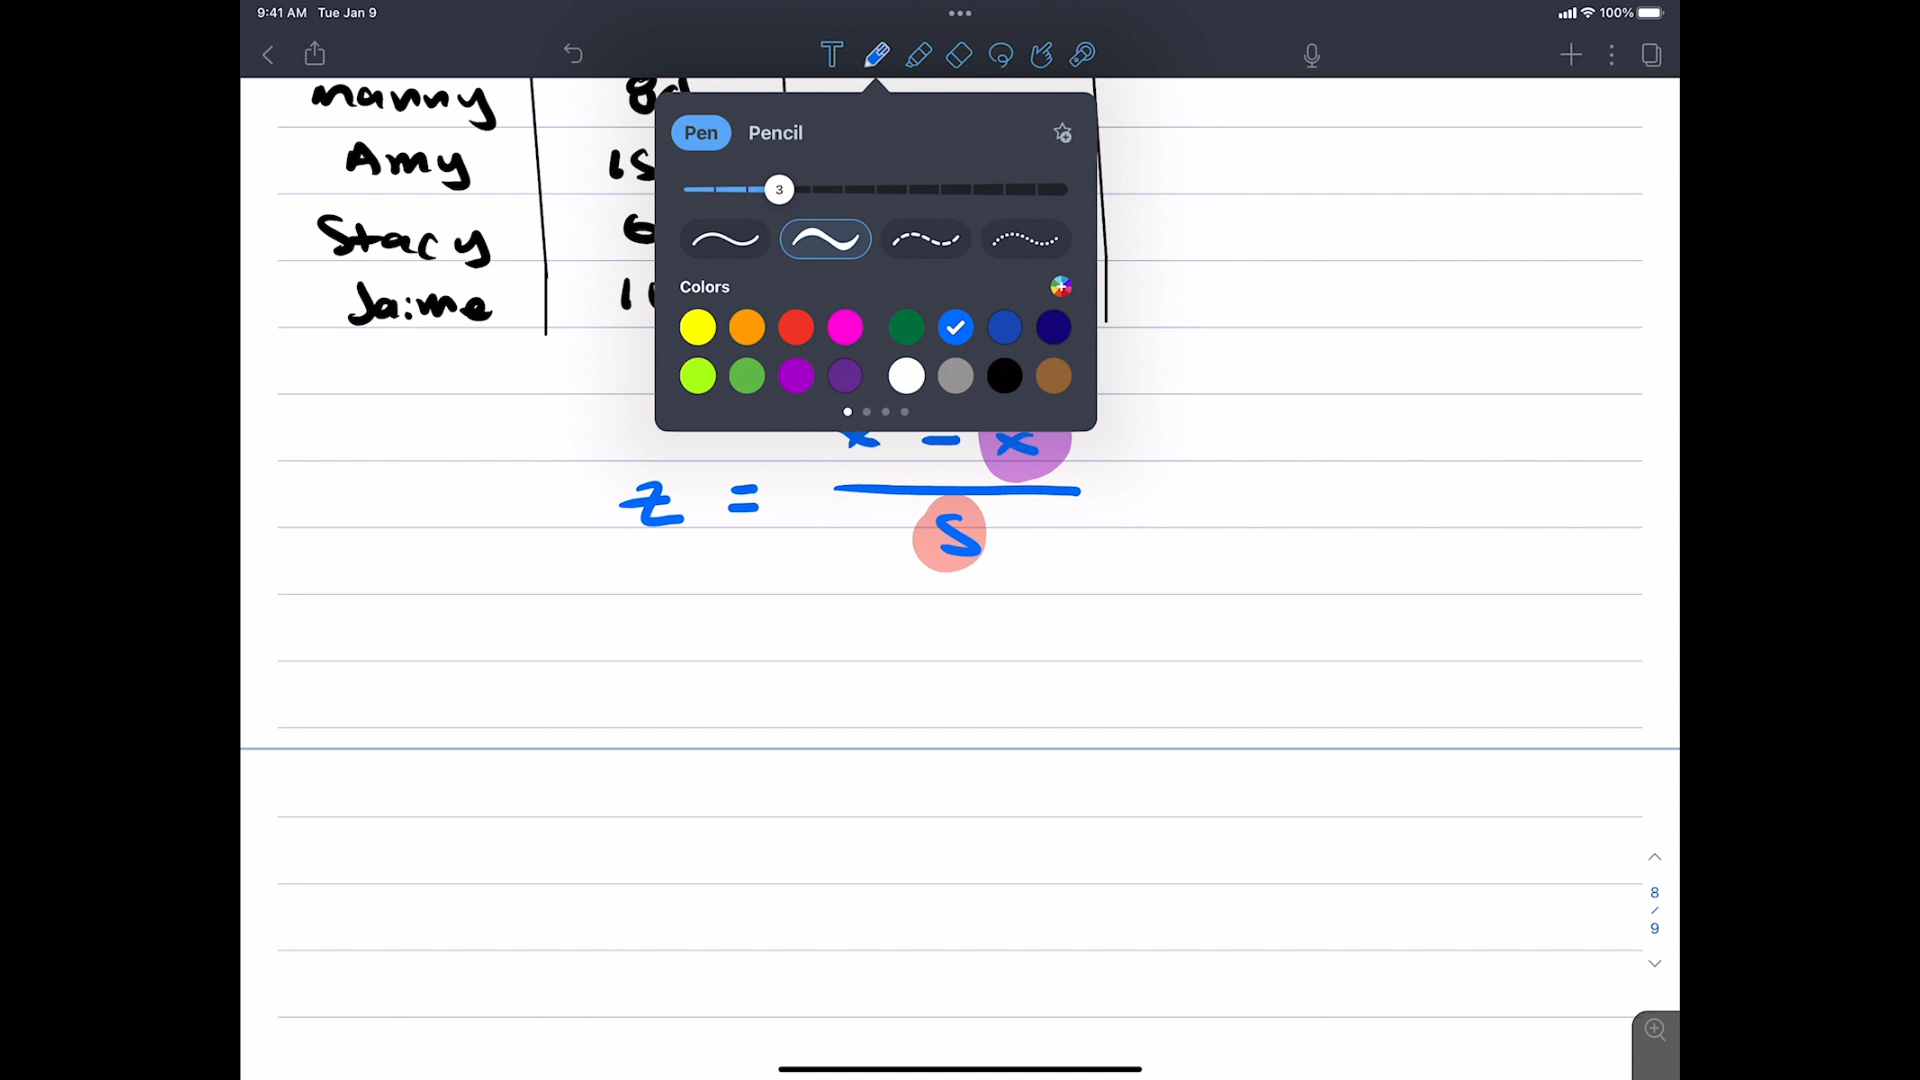 9:41 AM Tue Jan 9 100%
T
manny
Amy
Stacy
Jaime
Pen Pencil
3
Colors
x - x
z =
s
8
/
9